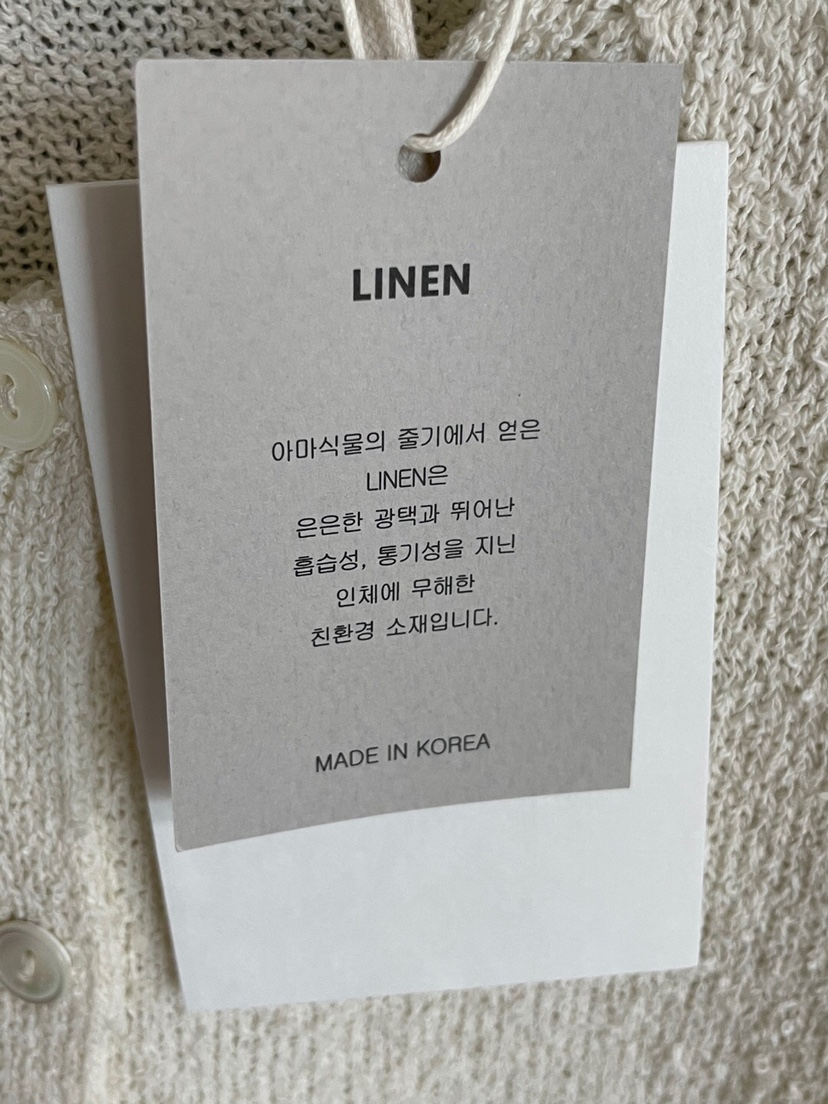 LINEN
아마식물의 줄기에서 얻은
LINEN은
은은한 광택과 뛰어난
흡습성, 통기성을 지닌
인체에 무해한
친환경 소재입니다.
MADE IN KOREA